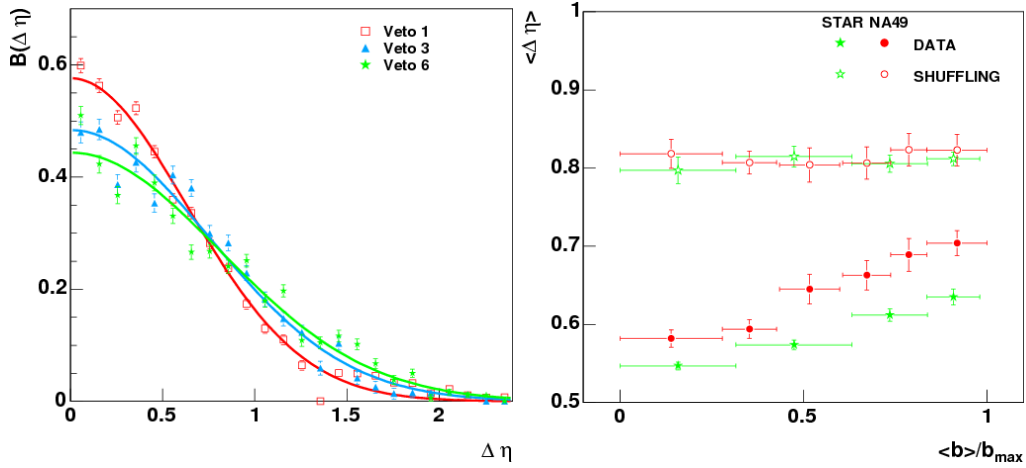 B(Δ η)
Veto 1
Veto 3
Veto 6
0.6
0.4
0.2
0
0
0.5
1
1.5
2
Δ η
<Δ η>
STAR NA49
DATA
SHUFFLING
1
0.9
0.8
0.7
0.6
0.5
0
0.5
1
<b>/bmax